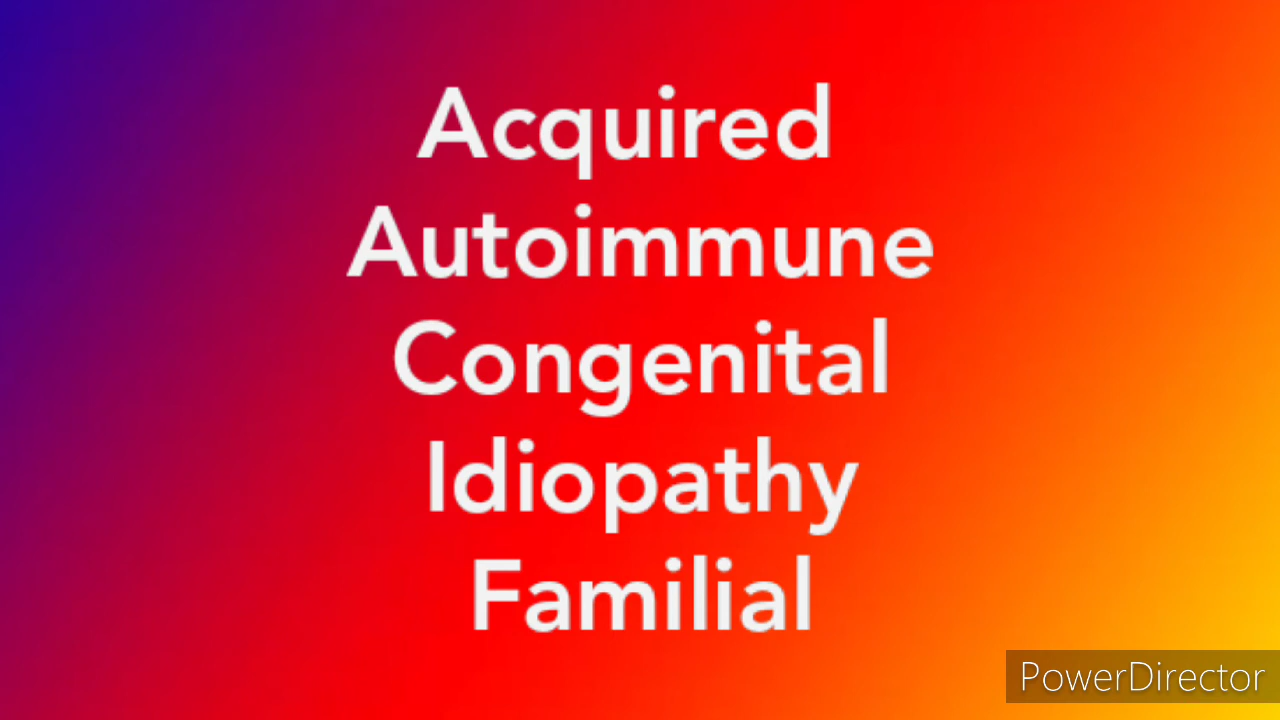 Acquired
Autoimmune
Congenital
Idiopathy
Familial
PowerDirector